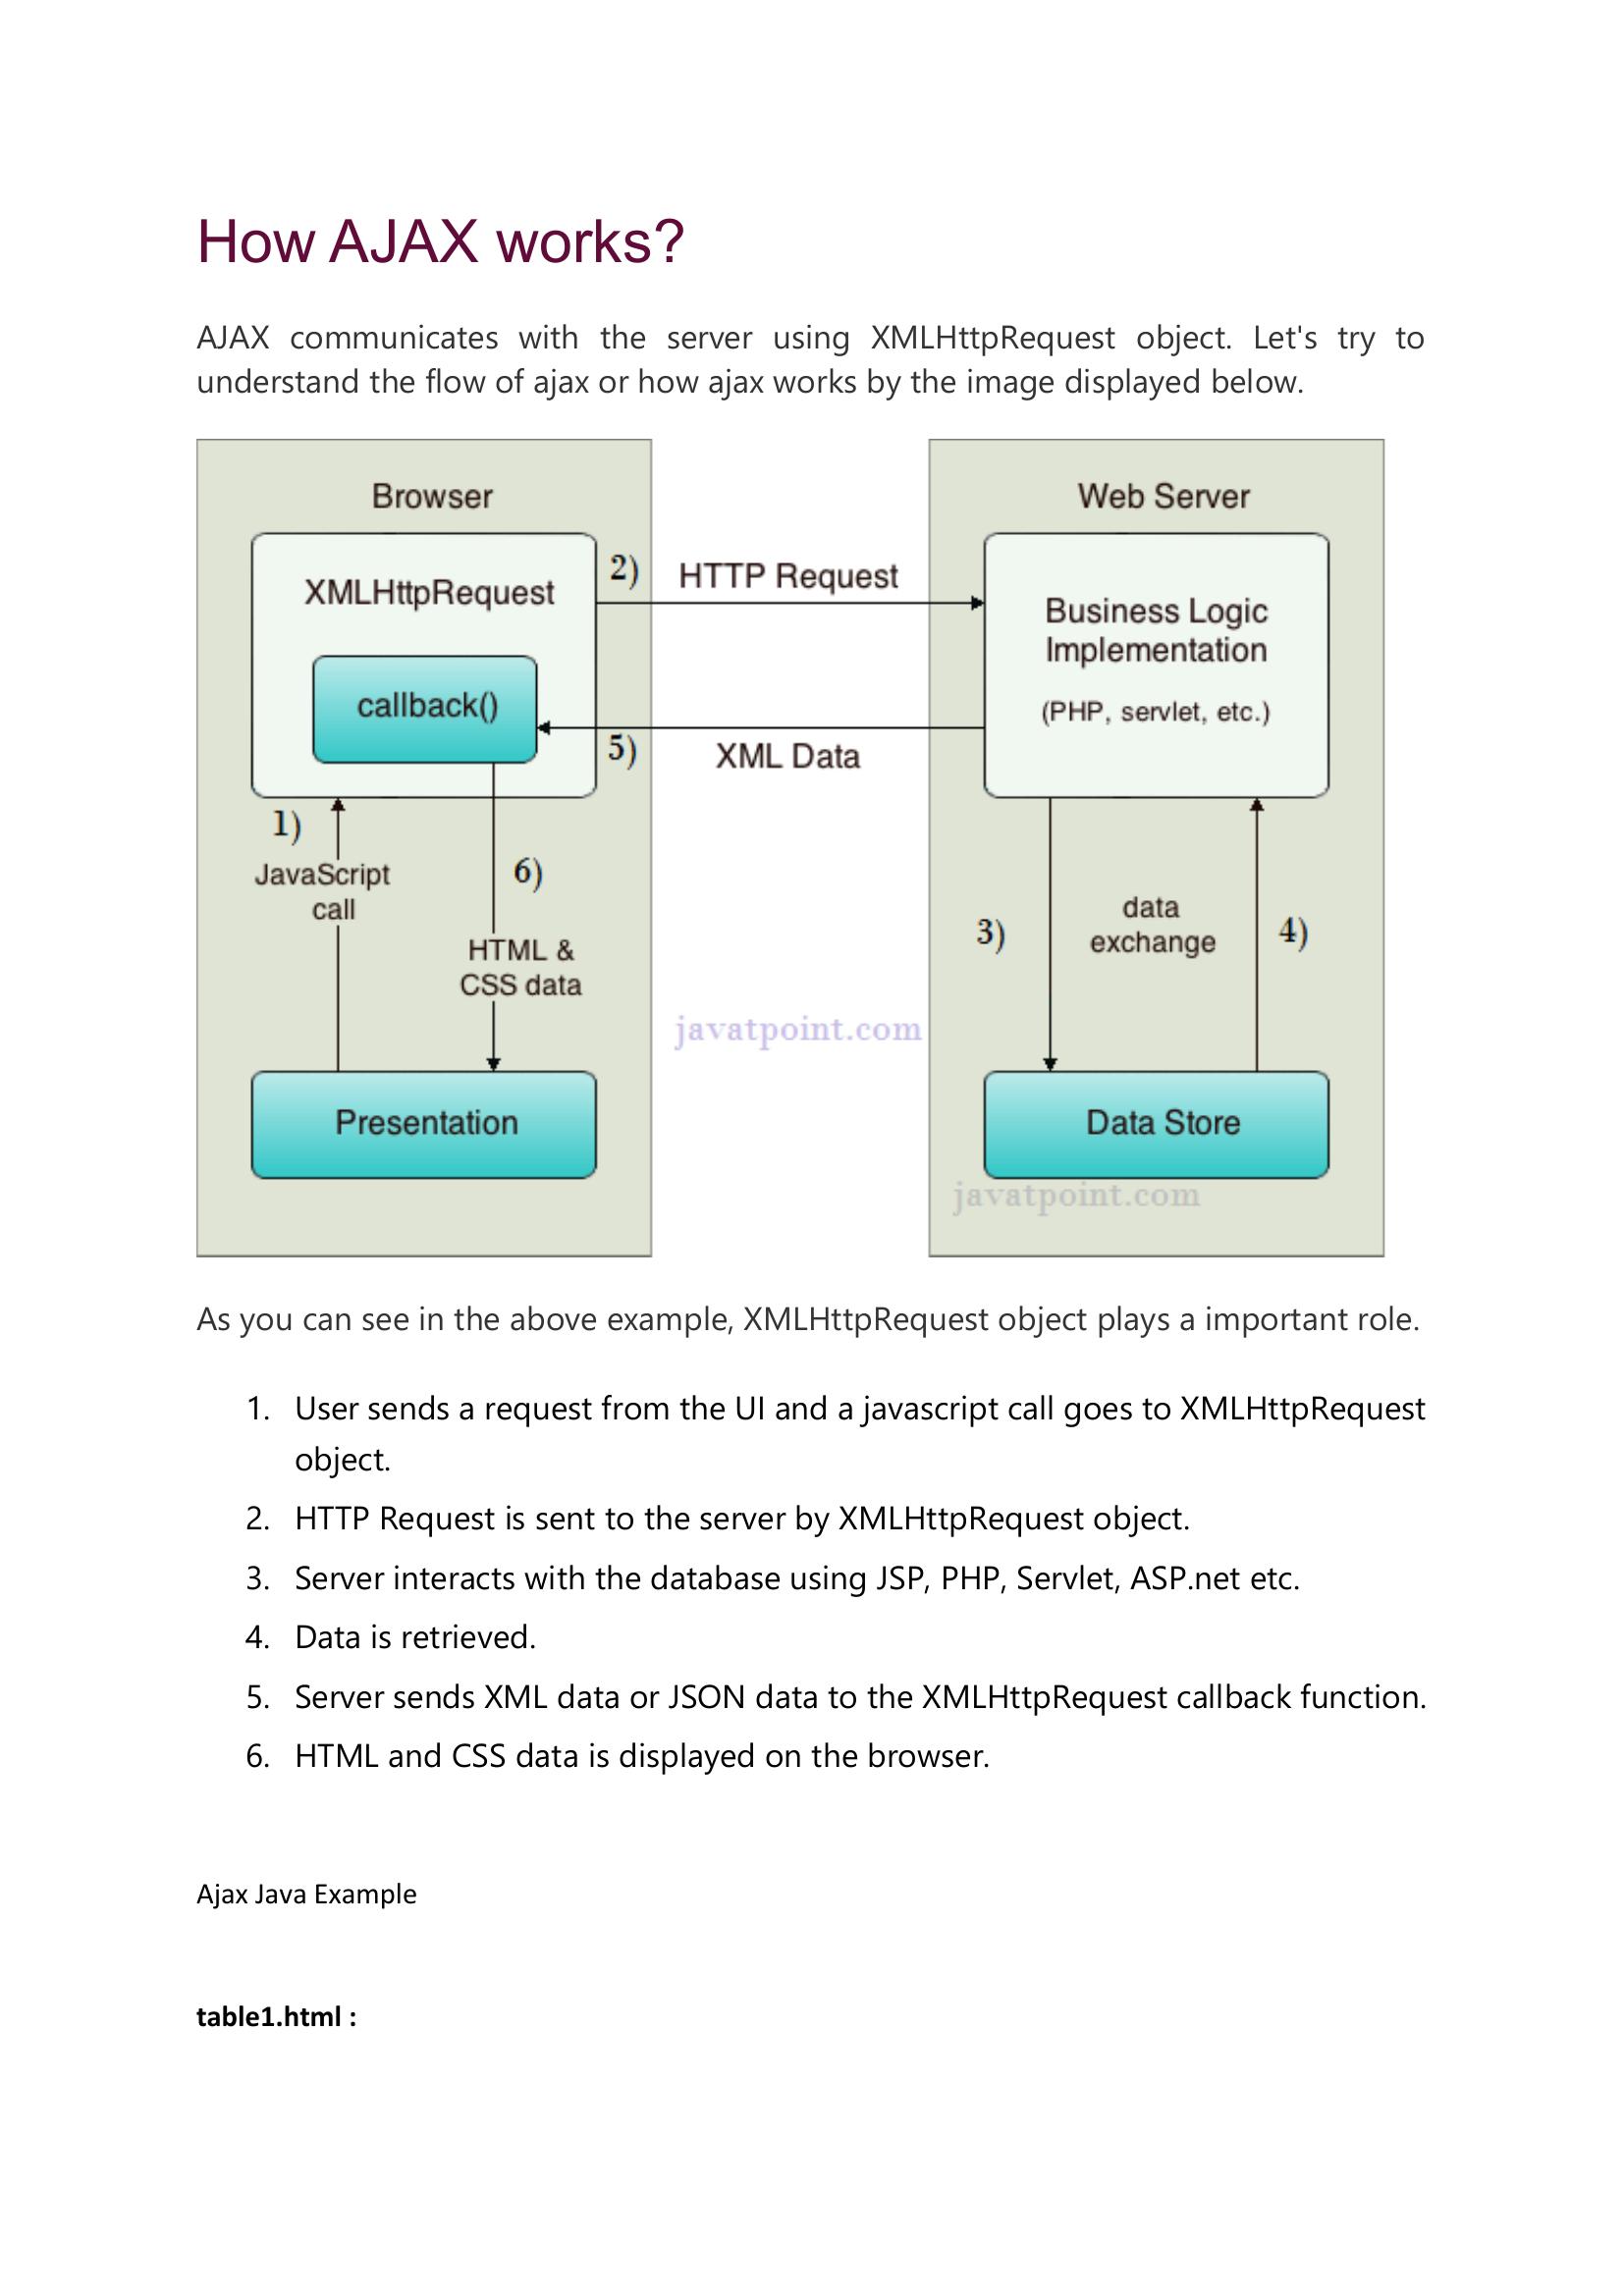 How AJAX works?
AJAX communicates with the server using XMLHttpRequest object. Let's try to
understand the flow of ajax or how ajax works by the image displayed below.
Browser
Web Server
XMLHttpRequest
2)
HTTP Request
Business Logic
Implementation
(PHP, servlet, etc.)
callback()
5)
XML Data
1)
JavaScript
call
6)
HTML &
CSS data
3)
data
exchange
4)
javatpoint.com
Presentation
Data Store
javatpoint.com
As you can see in the above example, XMLHttpRequest object plays a important role.
1. User sends a request from the UI and a javascript call goes to XMLHttpRequest
object.
2. HTTP Request is sent to the server by XMLHttpRequest object.
3. Server interacts with the database using JSP, PHP, Servlet, ASP.net etc.
4. Data is retrieved.
5. Server sends XML data or JSON data to the XMLHttpRequest callback function.
6. HTML and CSS data is displayed on the browser.
Ajax Java Example
table1.html :